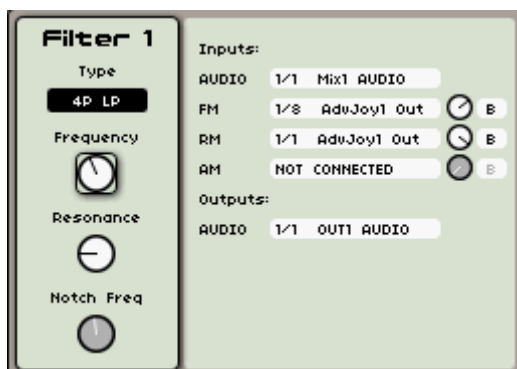 Filter 1
Type
4P LP
Frequency
Resonance
Notch Freq
Inputs:
AUDIO 1/1 Mix1 AUDIO
FM 1/8 AdvJoy1 Out B
RM 1/1 AdvJoy1 Out B
AM NOT CONNECTED B
Outputs:
AUDIO 1/1 OUT1 AUDIO